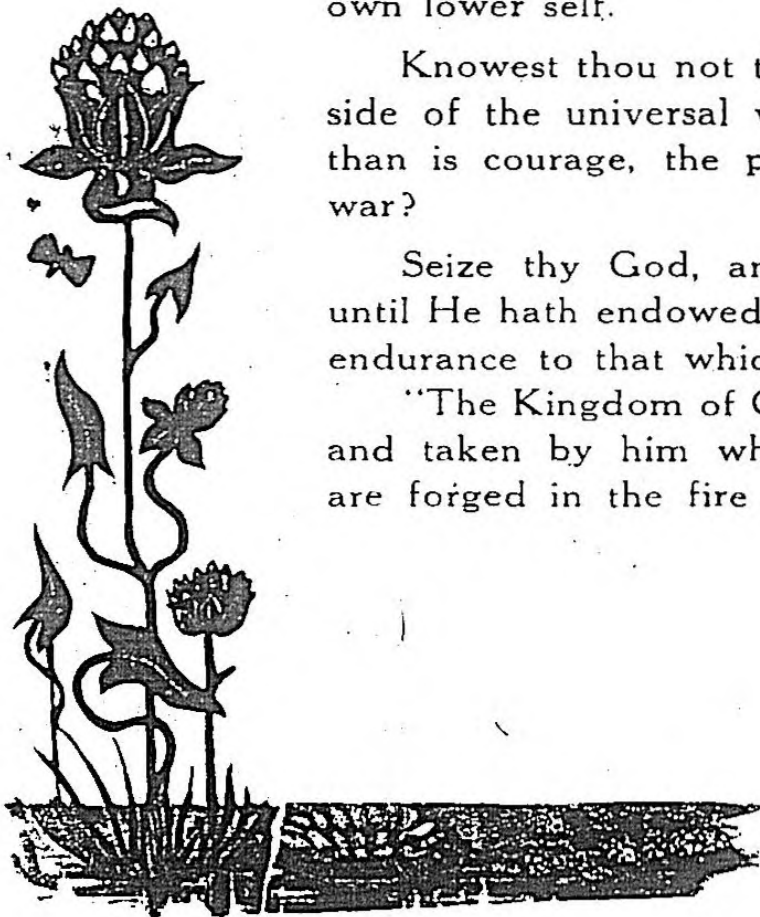 own lower self.
Knowest thou not t
side of the universal v
than is courage, the p
war?
Seize thy God, an
until He hath endowed
endurance to that which
"The Kingdom of G
and taken by him wh
are forged in the fire